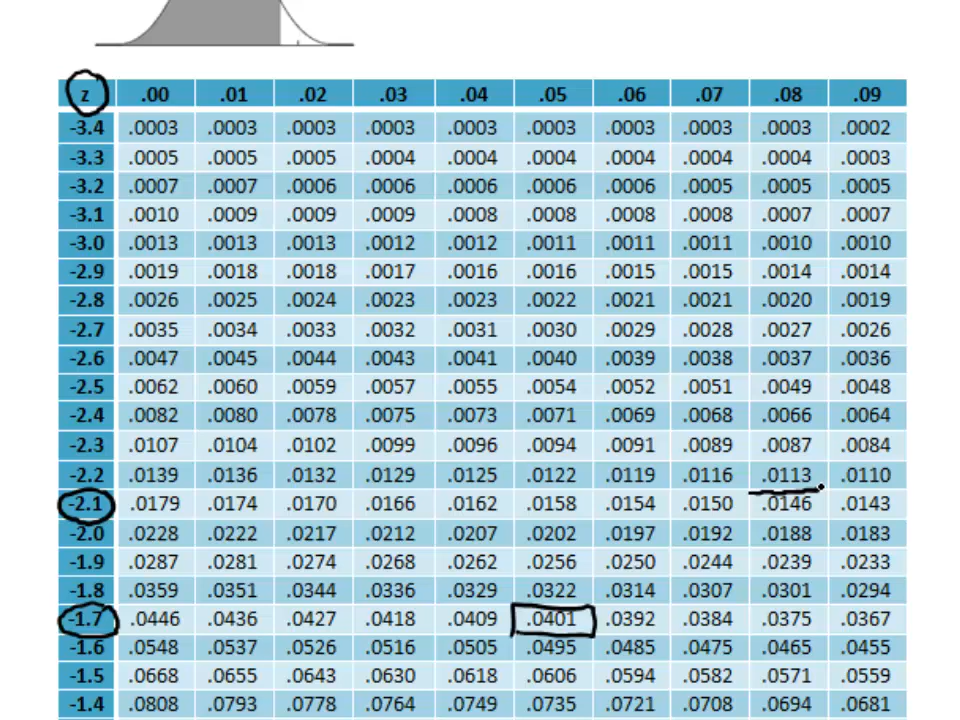 z .00 .01 .02 .03 .04 .05 .06 .07 .08 .09
-3.4 .0003 .0003 .0003 .0003 .0003 .0003 .0003 .0003 .0003 .0002
-3.3 .0005 .0005 .0005 .0004 .0004 .0004 .0004 .0004 .0004 .0003
-3.2 .0007 .0007 .0006 .0006 .0006 .0006 .0006 .0005 .0005 .0005
-3.1 .0010 .0009 .0009 .0009 .0008 .0008 .0008 .0008 .0007 .0007
-3.0 .0013 .0013 .0013 .0012 .0012 .0011 .0011 .0011 .0010 .0010
-2.9 .0019 .0018 .0018 .0017 .0016 .0016 .0015 .0015 .0014 .0014
-2.8 .0026 .0025 .0024 .0023 .0023 .0022 .0021 .0021 .0020 .0019
-2.7 .0035 .0034 .0033 .0032 .0031 .0030 .0029 .0028 .0027 .0026
-2.6 .0047 .0045 .0044 .0043 .0041 .0040 .0039 .0038 .0037 .0036
-2.5 .0062 .0060 .0059 .0057 .0055 .0054 .0052 .0051 .0049 .0048
-2.4 .0082 .0080 .0078 .0075 .0073 .0071 .0069 .0068 .0066 .0064
-2.3 .0107 .0104 .0102 .0099 .0096 .0094 .0091 .0089 .0087 .0084
-2.2 .0139 .0136 .0132 .0129 .0125 .0122 .0119 .0116 .0113 .0110
-2.1 .0179 .0174 .0170 .0166 .0162 .0158 .0154 .0150 .0146 .0143
-2.0 .0228 .0222 .0217 .0212 .0207 .0202 .0197 .0192 .0188 .0183
-1.9 .0287 .0281 .0274 .0268 .0262 .0256 .0250 .0244 .0239 .0233
-1.8 .0359 .0351 .0344 .0336 .0329 .0322 .0314 .0307 .0301 .0294
-1.7 .0446 .0436 .0427 .0418 .0409 .0401 .0392 .0384 .0375 .0367
-1.6 .0548 .0537 .0526 .0516 .0505 .0495 .0485 .0475 .0465 .0455
-1.5 .0668 .0655 .0643 .0630 .0618 .0606 .0594 .0582 .0571 .0559
-1.4 .0808 .0793 .0778 .0764 .0749 .0735 .0721 .0708 .0694 .0681